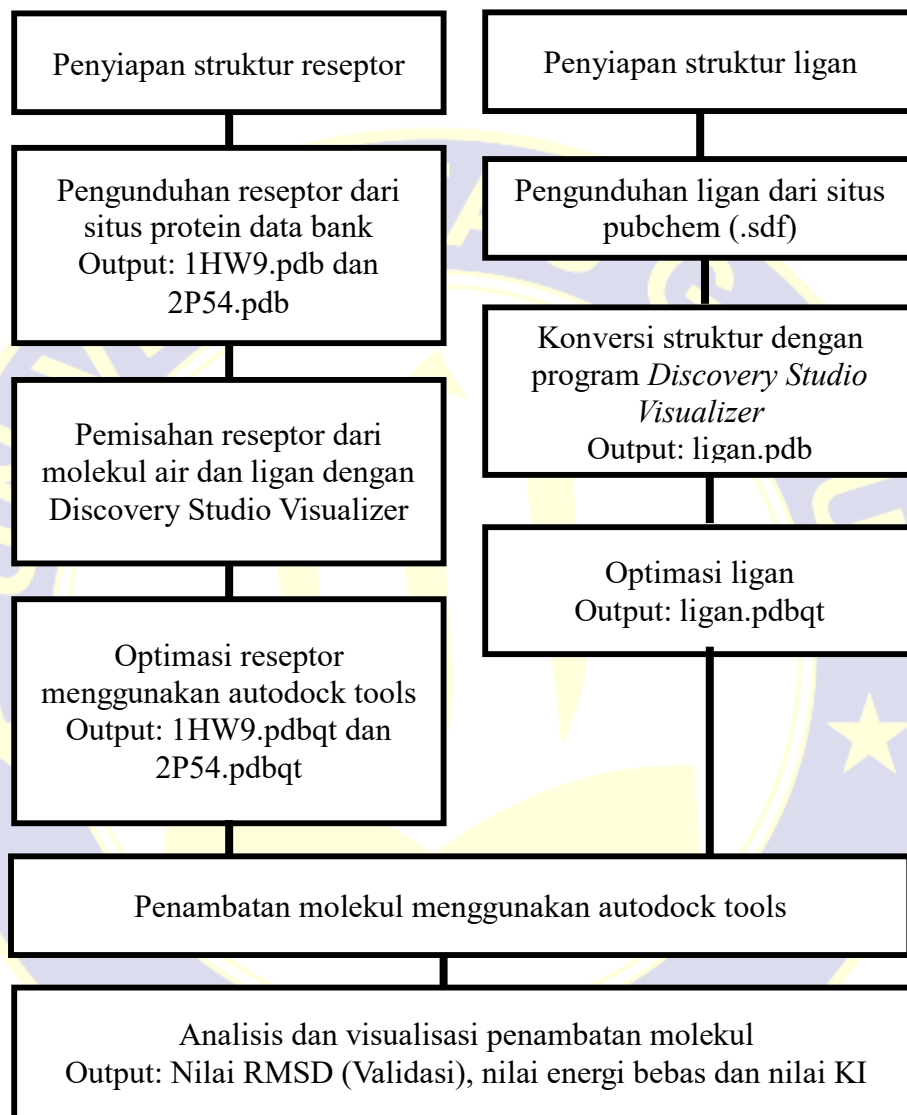 Penyiapan struktur reseptor
Pengunduhan reseptor dari
situs protein data bank
Output: 1HW9.pdb dan
2P54.pdb
Pemisahan reseptor dari
molekul air dan ligan dengan
Discovery Studio Visualizer
Optimasi reseptor
menggunakan autodock tools
Output: 1HW9.pdbqt dan
2P54.pdbqt
Penyiapan struktur ligan
Pengunduhan ligan dari situs
pubchem (.sdf)
Konversi struktur dengan
program Discovery Studio
Visualizer
Output: ligan.pdb
Optimasi ligan
Output: ligan.pdbqt
Penambatan molekul menggunakan autodock tools
Analisis dan visualisasi penambatan molekul
Output: Nilai RMSD (Validasi), nilai energi bebas dan nilai KI